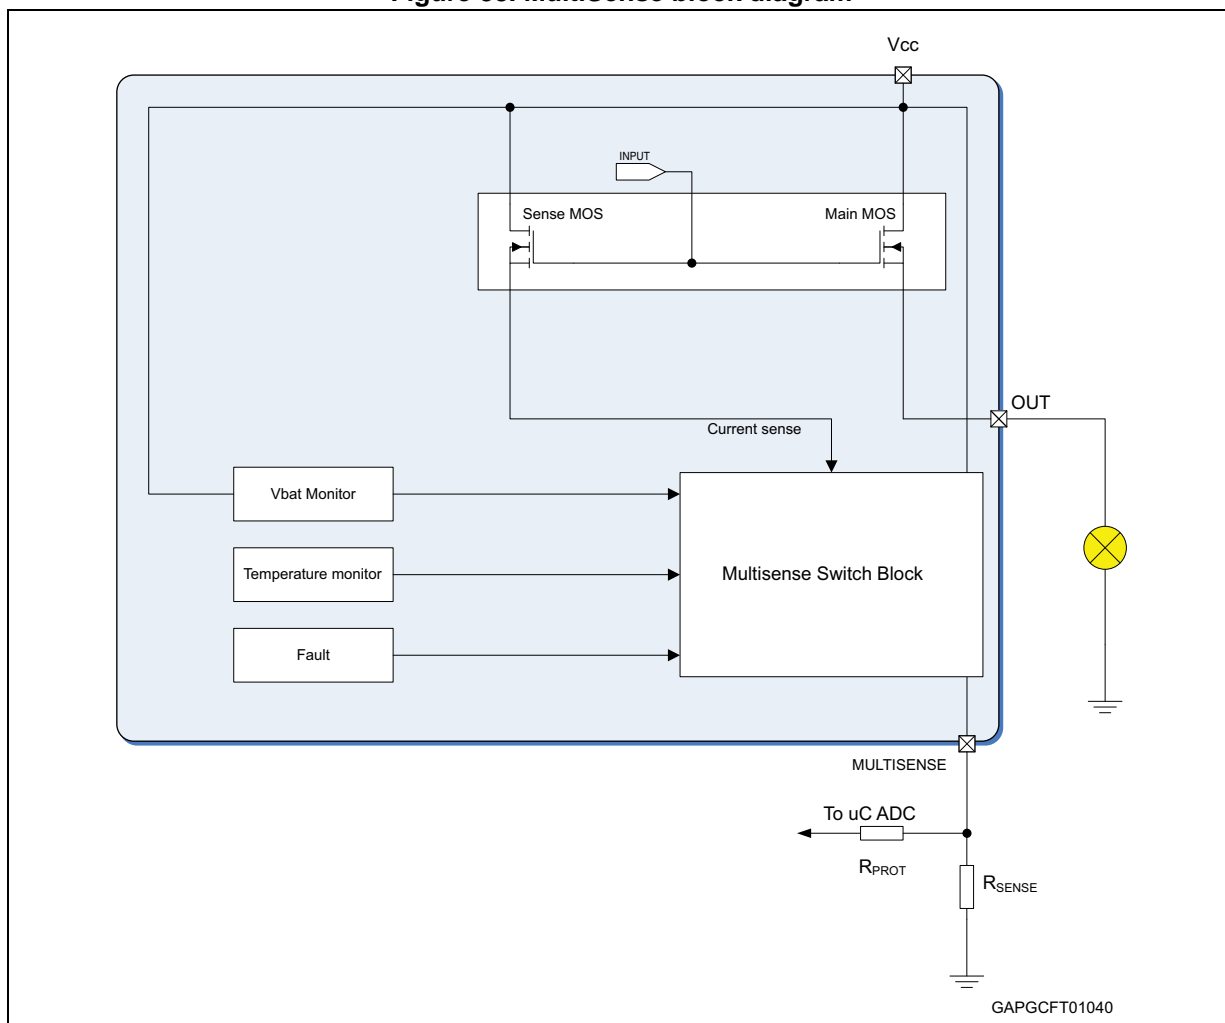 Vcc
INPUT
Sense MOS
Main MOS
OUT
Current sense
Vbat Monitor
Temperature monitor
Multisense Switch Block
Fault
MULTISENSE
To uC ADC
RPROT
RSENSE
GAPGCFT01040